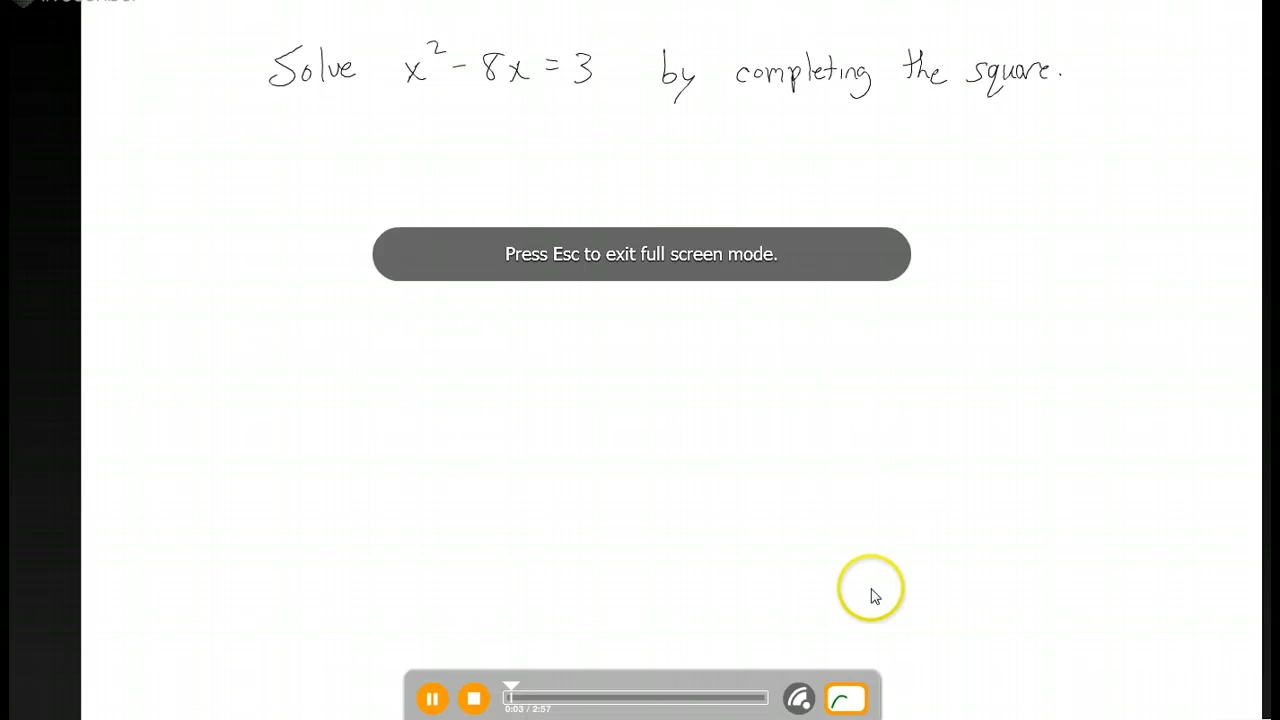 Solve x² - 8x = 3 by completing the square.
Press Esc to exit full screen mode.
0:03 / 2:57